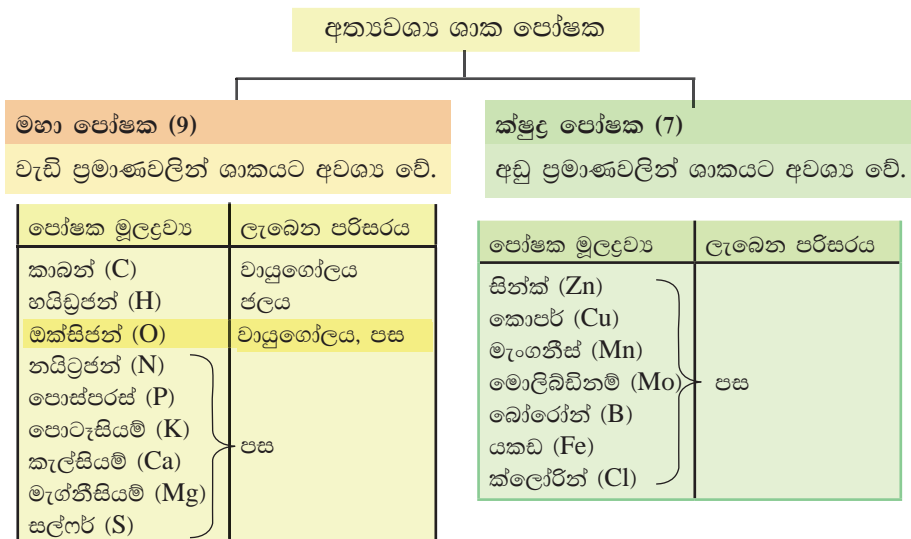 අත්‍යවශ්‍ය ශාක පෝෂක
මහා පෝෂක (9)
වැඩි ප්‍රමාණවලින් ශාකයට අවශ්‍ය වේ.
පෝෂක මූලද්‍රව්‍ය ලැබෙන පරිසරය
කාබන් (C) වායුගෝලය
හයිඩ්‍රජන් (H) ජලය
ඔක්සිජන් (O) වායුගෝලය, පස
නයිට්‍රජන් (N)
පොස්පරස් (P)
පොටෑසියම් (K)
පස
කැල්සියම් (Ca)
මැග්නීසියම් (Mg)
සල්ෆර් (S)
ක්ෂුද්‍ර පෝෂක (7)
අඩු ප්‍රමාණවලින් ශාකයට අවශ්‍ය වේ.
පෝෂක මූලද්‍රව්‍ය ලැබෙන පරිසරය
සින්ක් (Zn)
කොපර් (Cu)
මැංගනීස් (Mn)
මොලිබ්ඩිනම් (Mo) පස
බෝරෝන් (B)
යකඩ (Fe)
ක්ලෝරින් (Cl)